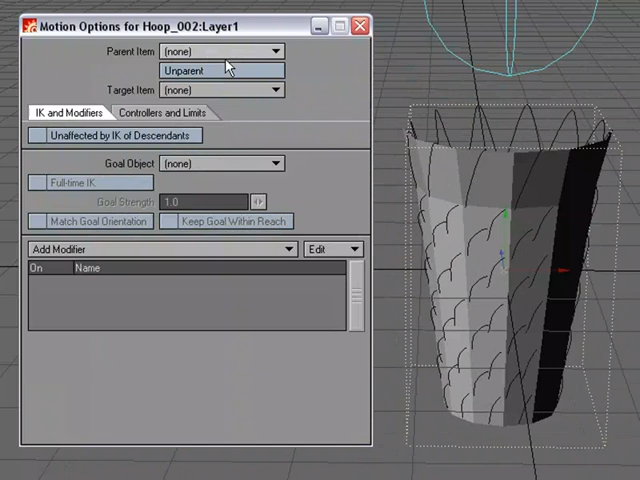 Motion Options for Hoop_002:Layer1
Parent Item (none)
Unparent
Target Item (none)
IK and Modifiers Controllers and Limits
Unaffected by IK of Descendants
Goal Object (none)
Full-time IK
Goal Strength 1.0
Match Goal Orientation Keep Goal Within Reach
Add Modifier Edit
On Name